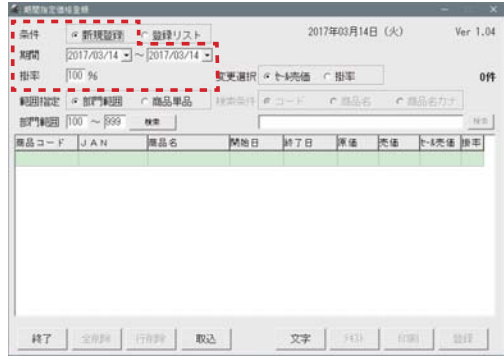 期間指定価格登録
条件 新規登録 登録リスト 2017年03月14日（火） Ver 1.04
期間 2017/03/14 ～ 2017/03/14
掛率 100 % 変更選択 セール売価 掛率 0件
範囲指定 部門範囲 商品単品 検索条件 コード 商品名 商品名カナ
部門範囲 100 ～ 999 検索 検索
商品コード JAN 商品名 開始日 終了日 原価 売価 セール売価 掛率
終了 全削除 行削除 取込 文字 テキスト 印刷 登録